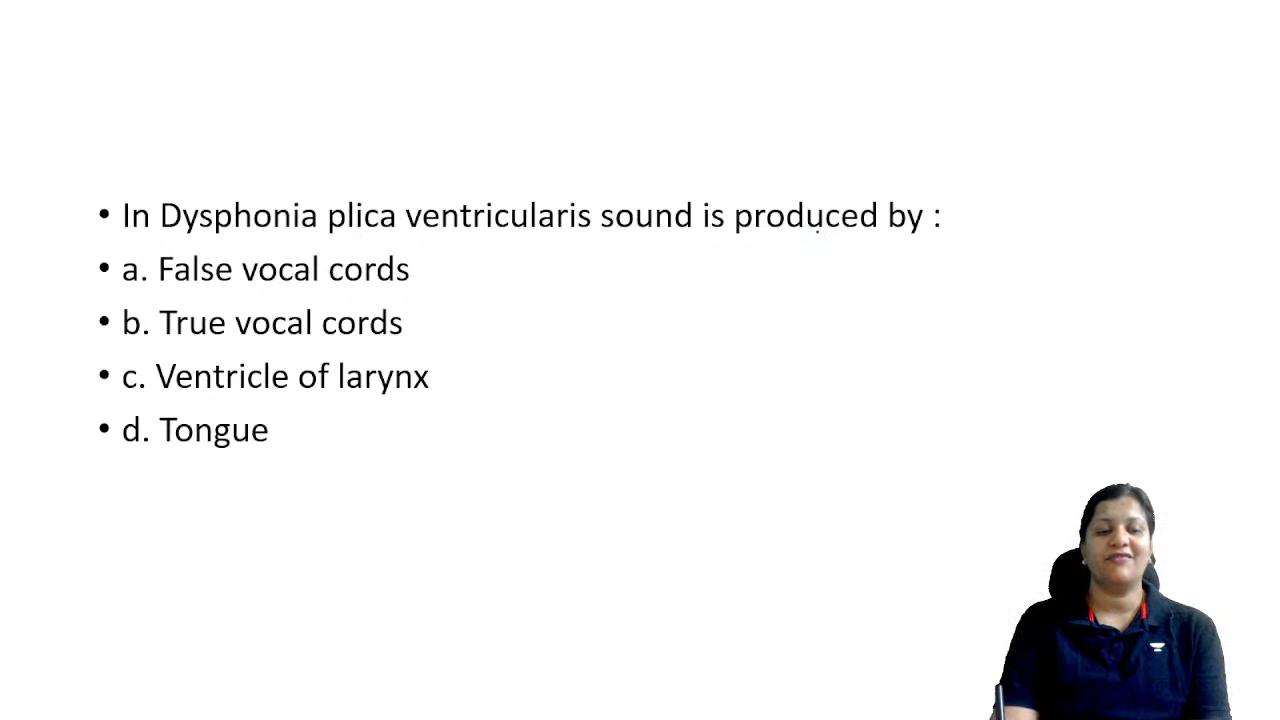 • In Dysphonia plica ventricularis sound is produced by :
• a. False vocal cords
• b. True vocal cords
• c. Ventricle of larynx
• d. Tongue